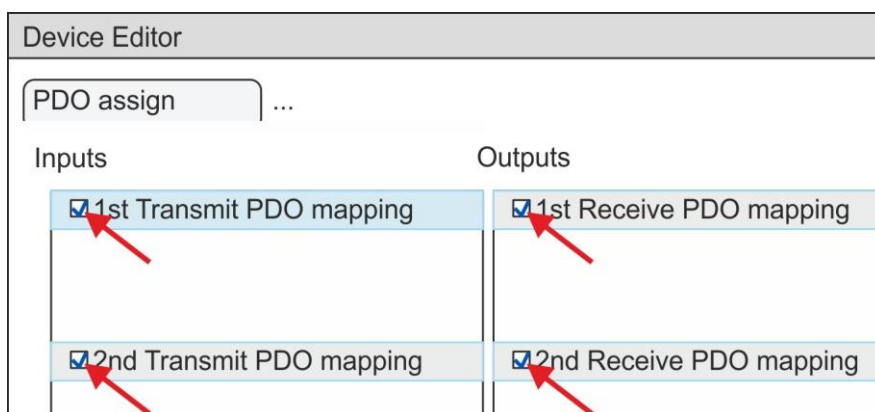 Device Editor
PDO assign ...
Inputs Outputs
1st Transmit PDO mapping 1st Receive PDO mapping
2nd Transmit PDO mapping 2nd Receive PDO mapping